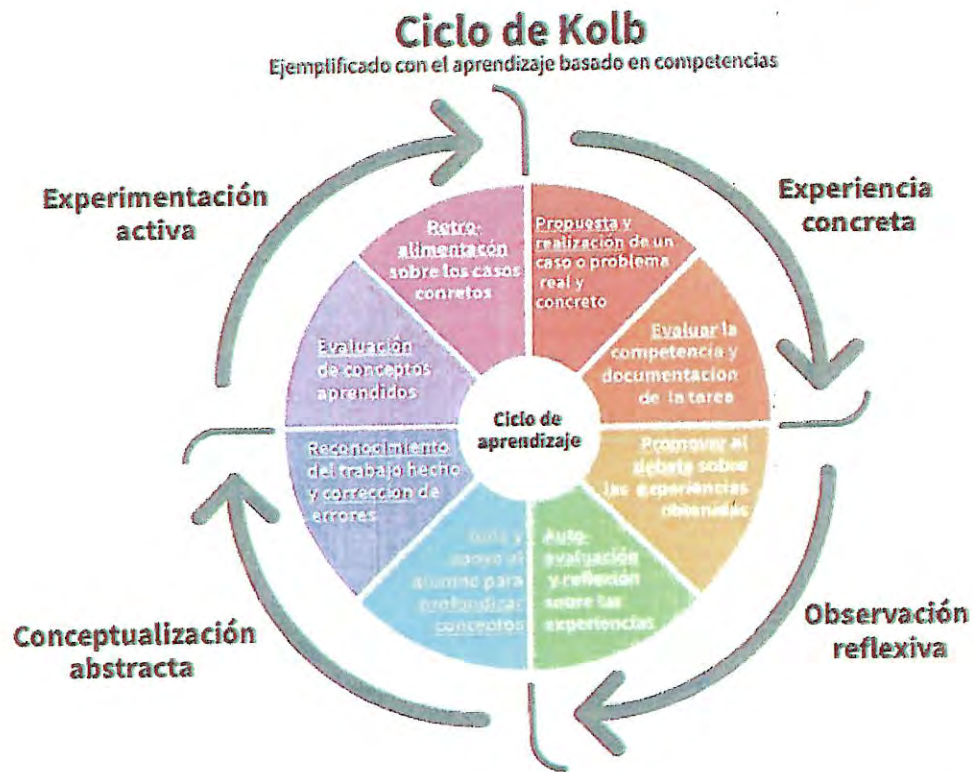 Ciclo de Kolb
Ejemplificado con el aprendizaje basado en competencias
Experimentación
activa
Experiencia
concreta
Retro-
alimentacón
sobre los casos
conretos
Propuesta y
realización de un
caso o problema
real y
concreto
Evaluación
de conceptos
aprendidos
Evaluar la
competencia y
documentacion
de la tarea
Ciclo de
aprendizaje
Reconocimiento
del trabajo hecho
y correccion de
errores
Promover el
debate sobre
las experiencias
obtenidas
Guia y
apoyo al
alumno para
profundizar
conceptos
Auto-
evaluación
y reflexión
sobre las
experiencias
Conceptualización
abstracta
Observación
reflexiva